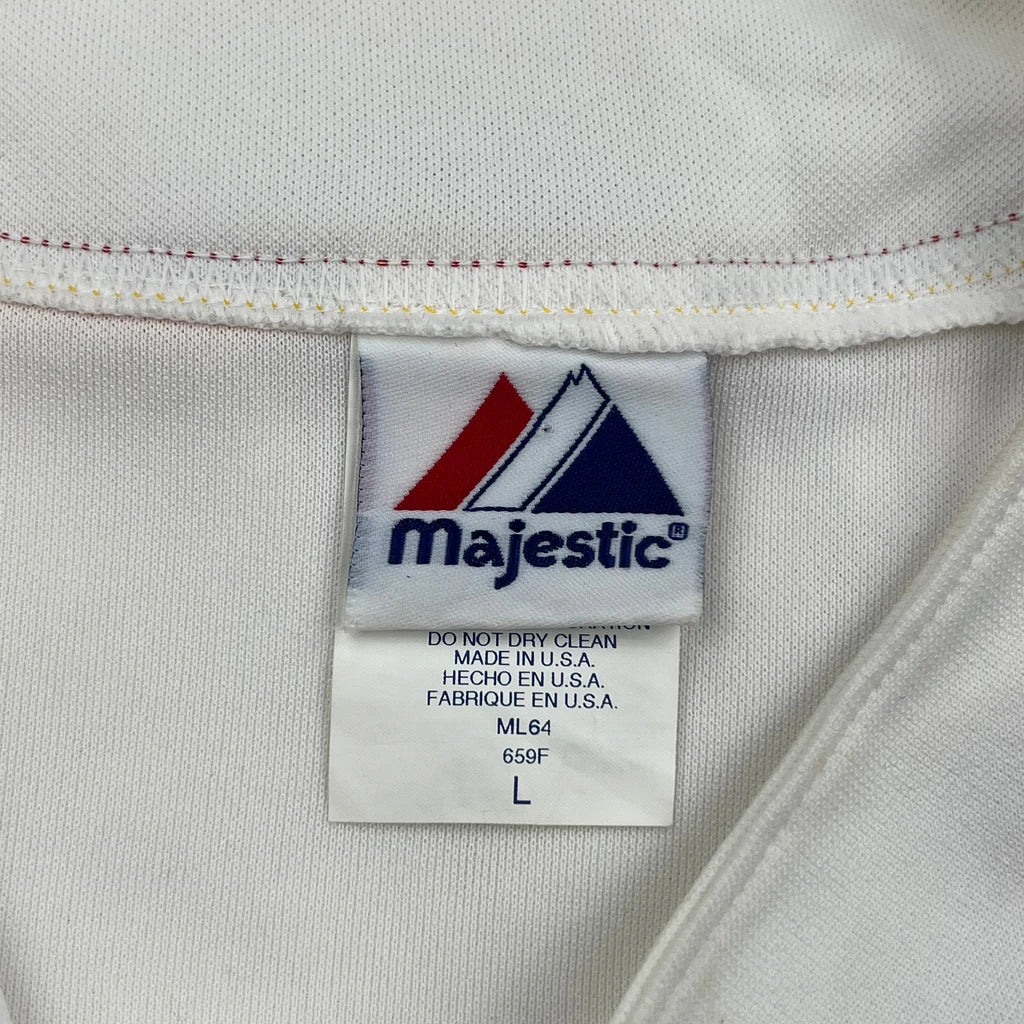 Majestic®
DO NOT DRY CLEAN
MADE IN U.S.A.
HECHO EN U.S.A.
FABRIQUE EN U.S.A.
ML64
659F
L